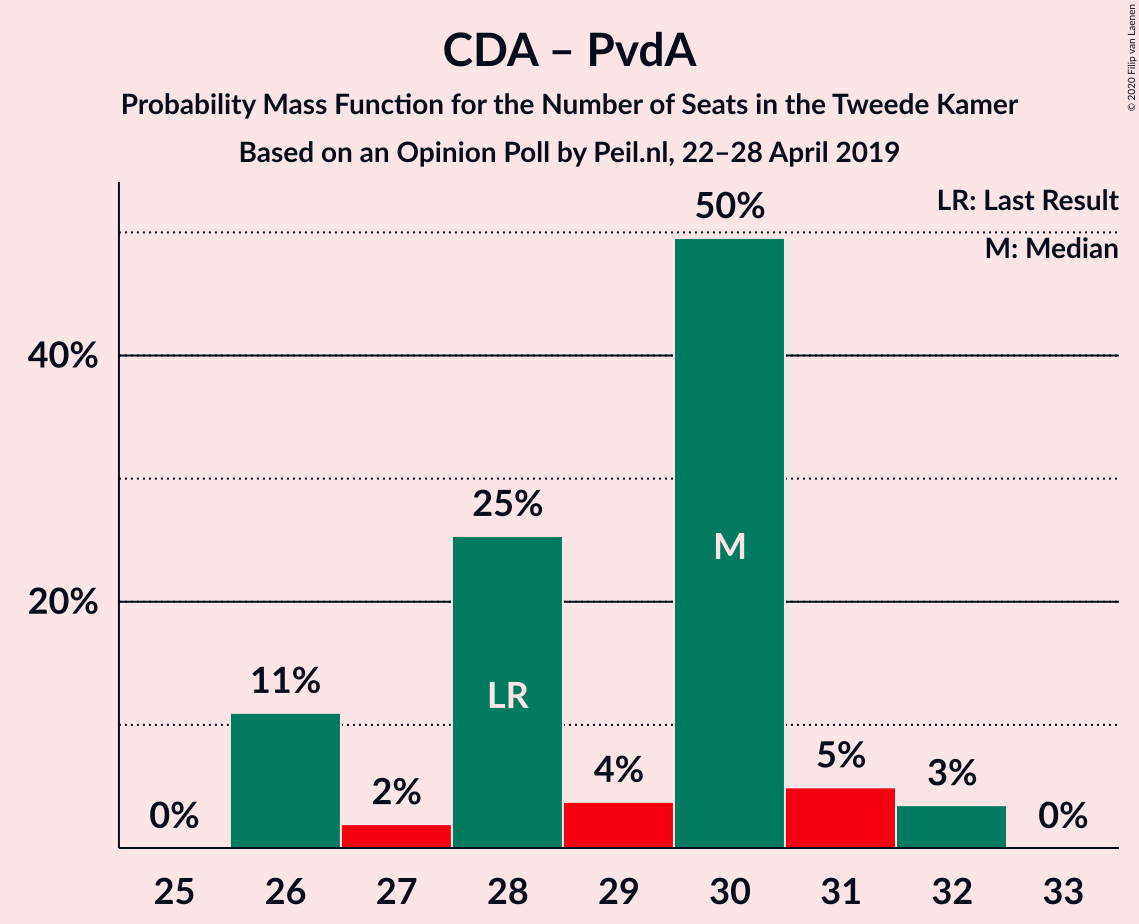 CDA – PvdA
Probability Mass Function for the Number of Seats in the Tweede Kamer
Based on an Opinion Poll by Peil.nl, 22–28 April 2019
© 2020 Filip van Laenen
LR: Last Result
M: Median
50%
40%
25%
M
20%
11%
LR
5%
4%
3%
2%
0%
0%
25 26 27 28 29 30 31 32 33